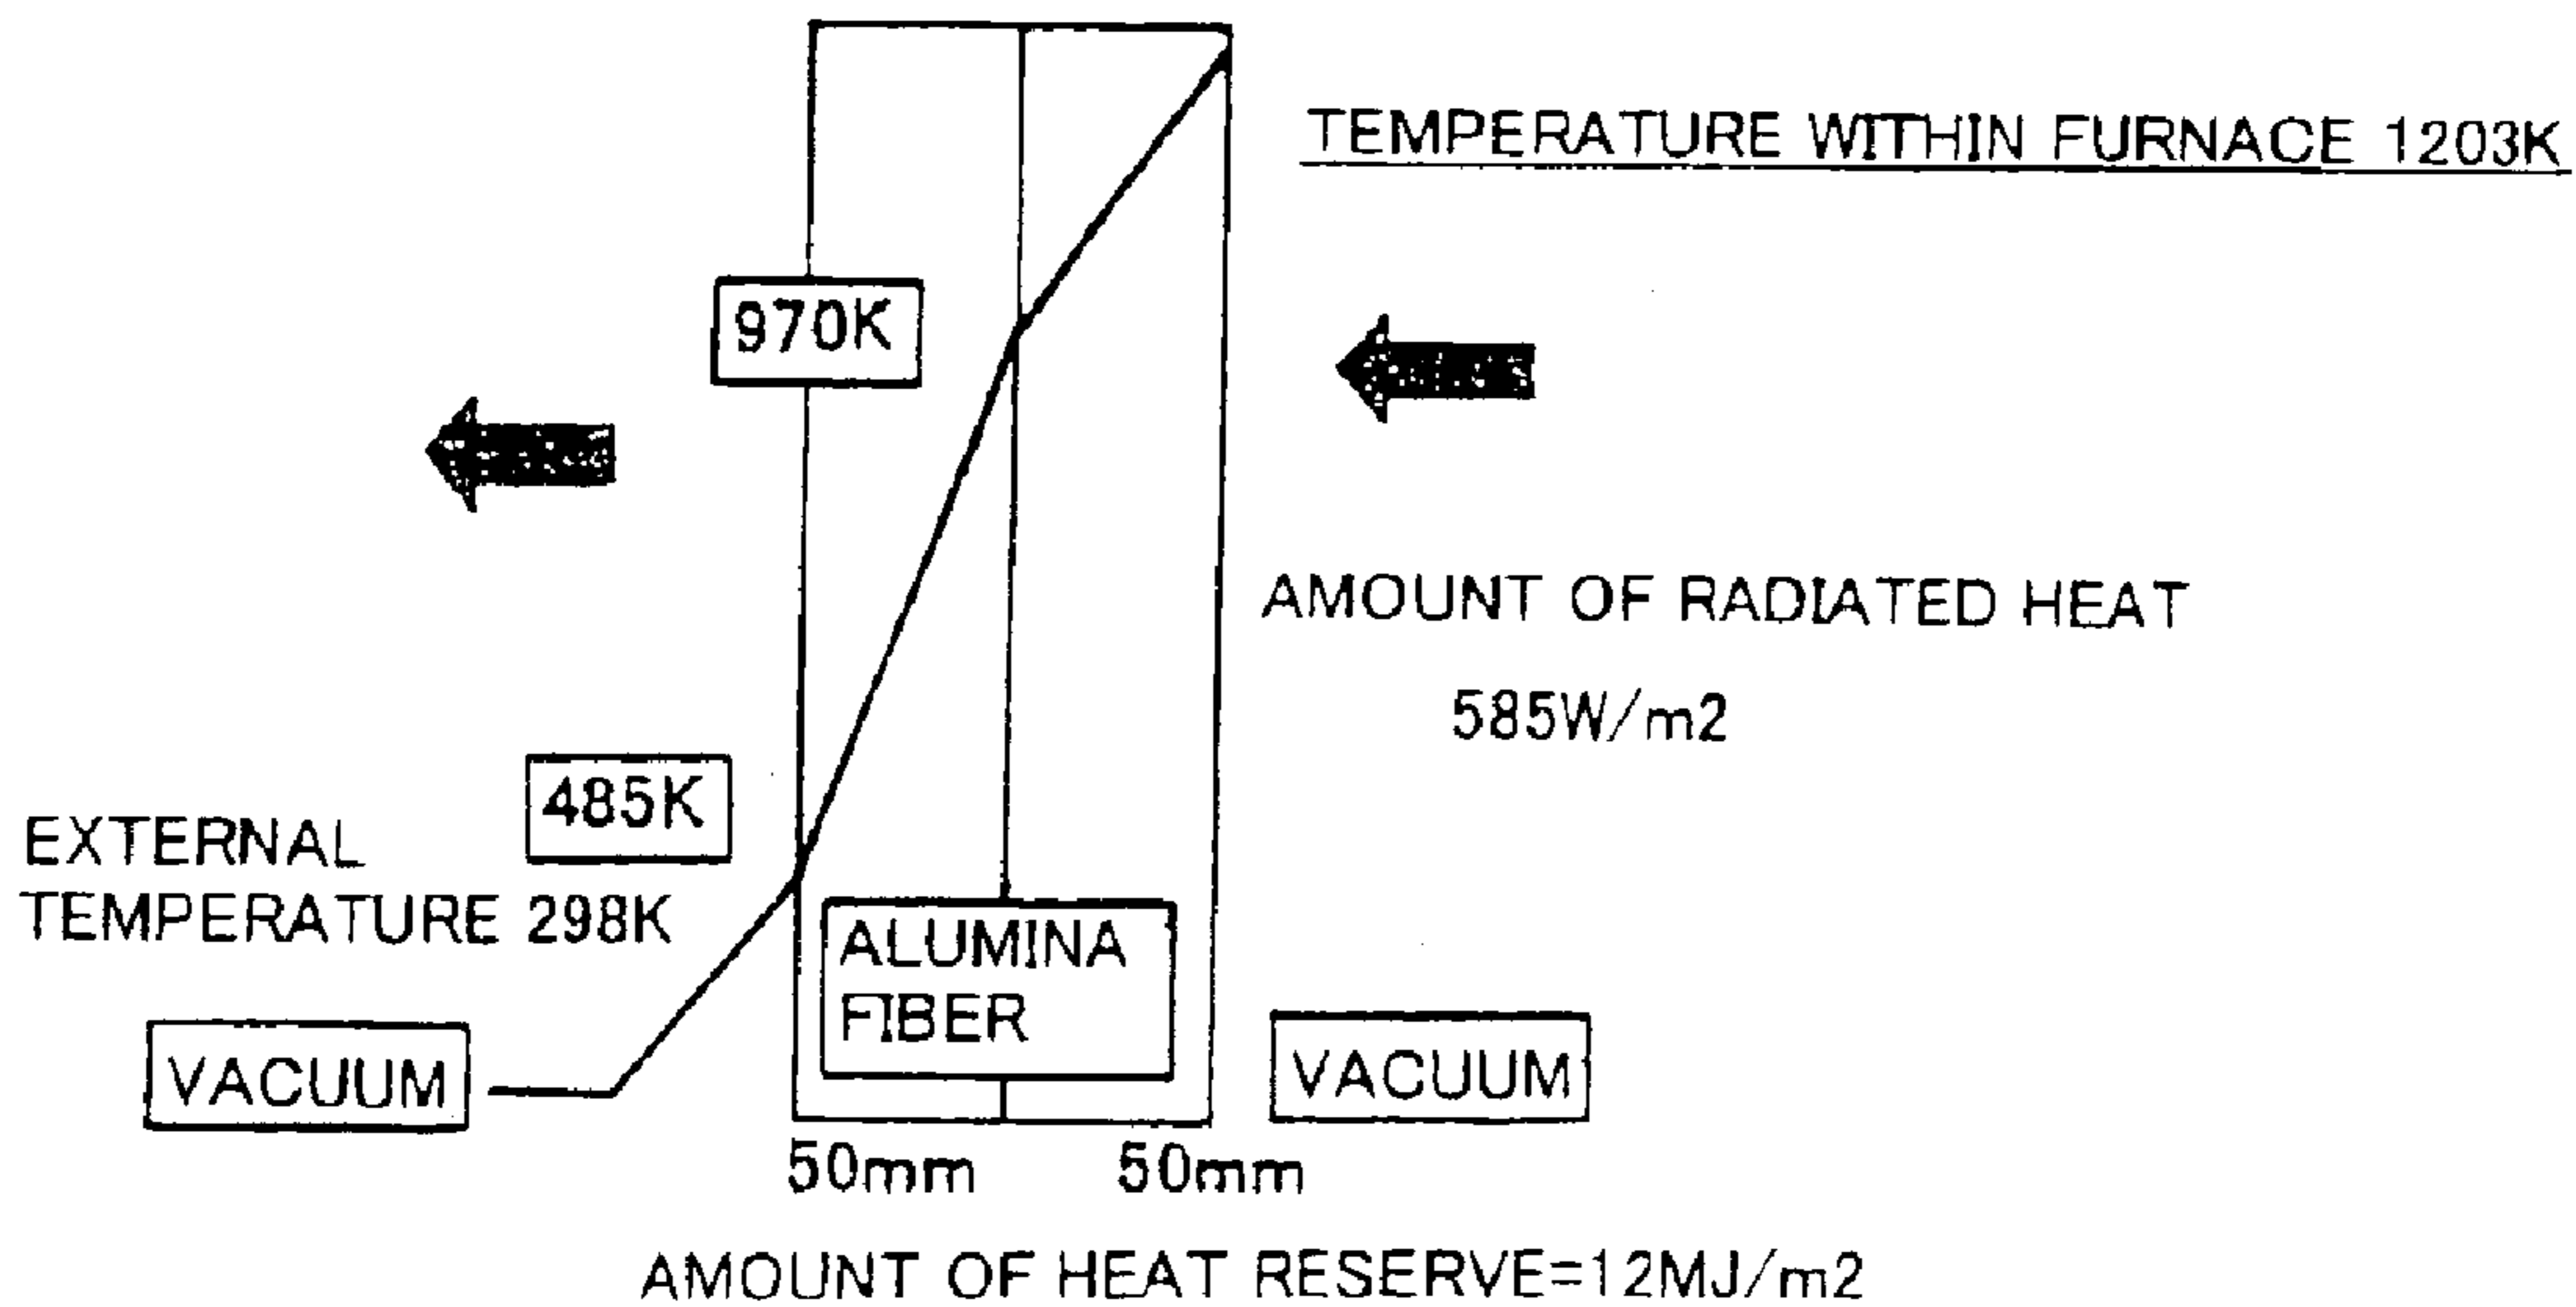 TEMPERATURE WITHIN FURNACE 1203K
970K
AMOUNT OF RADIATED HEAT
585W/m2
485K
EXTERNAL
TEMPERATURE 298K
ALUMINA
FIBER
VACUUM
VACUUM
50mm
50mm
AMOUNT OF HEAT RESERVE=12MJ/m2